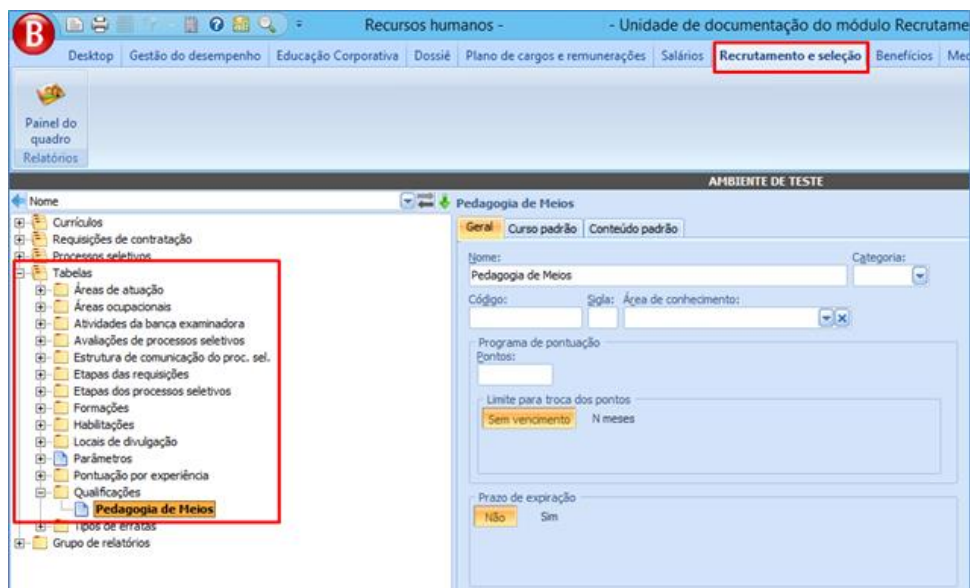 B
Recursos humanos - - Unidade de documentação do módulo Recrutame
Desktop Gestão do desempenho Educação Corporativa Dossiê Plano de cargos e remunerações Salários Recrutamento e seleção Benefícios Med
Painel do
quadro
Relatórios
AMBIENTE DE TESTE
Nome
Currículos
Requisições de contratação
Processos seletivos
Tabelas
Áreas de atuação
Áreas ocupacionais
Atividades da banca examinadora
Avaliações de processos seletivos
Estrutura de comunicação do proc. sel.
Etapas das requisições
Etapas dos processos seletivos
Formações
Habilitações
Locais de divulgação
Parâmetros
Pontuação por experiência
Qualificações
Pedagogia de Meios
Tipos de erratas
Grupo de relatórios
Pedagogia de Meios
Geral Curso padrão Conteúdo padrão
Nome: Categoria:
Pedagogia de Meios
Código: Sigla: Área de conhecimento:
Programa de pontuação
Pontos:
Limite para troca dos pontos
Sem vencimento N meses
Prazo de expiração
Não Sim